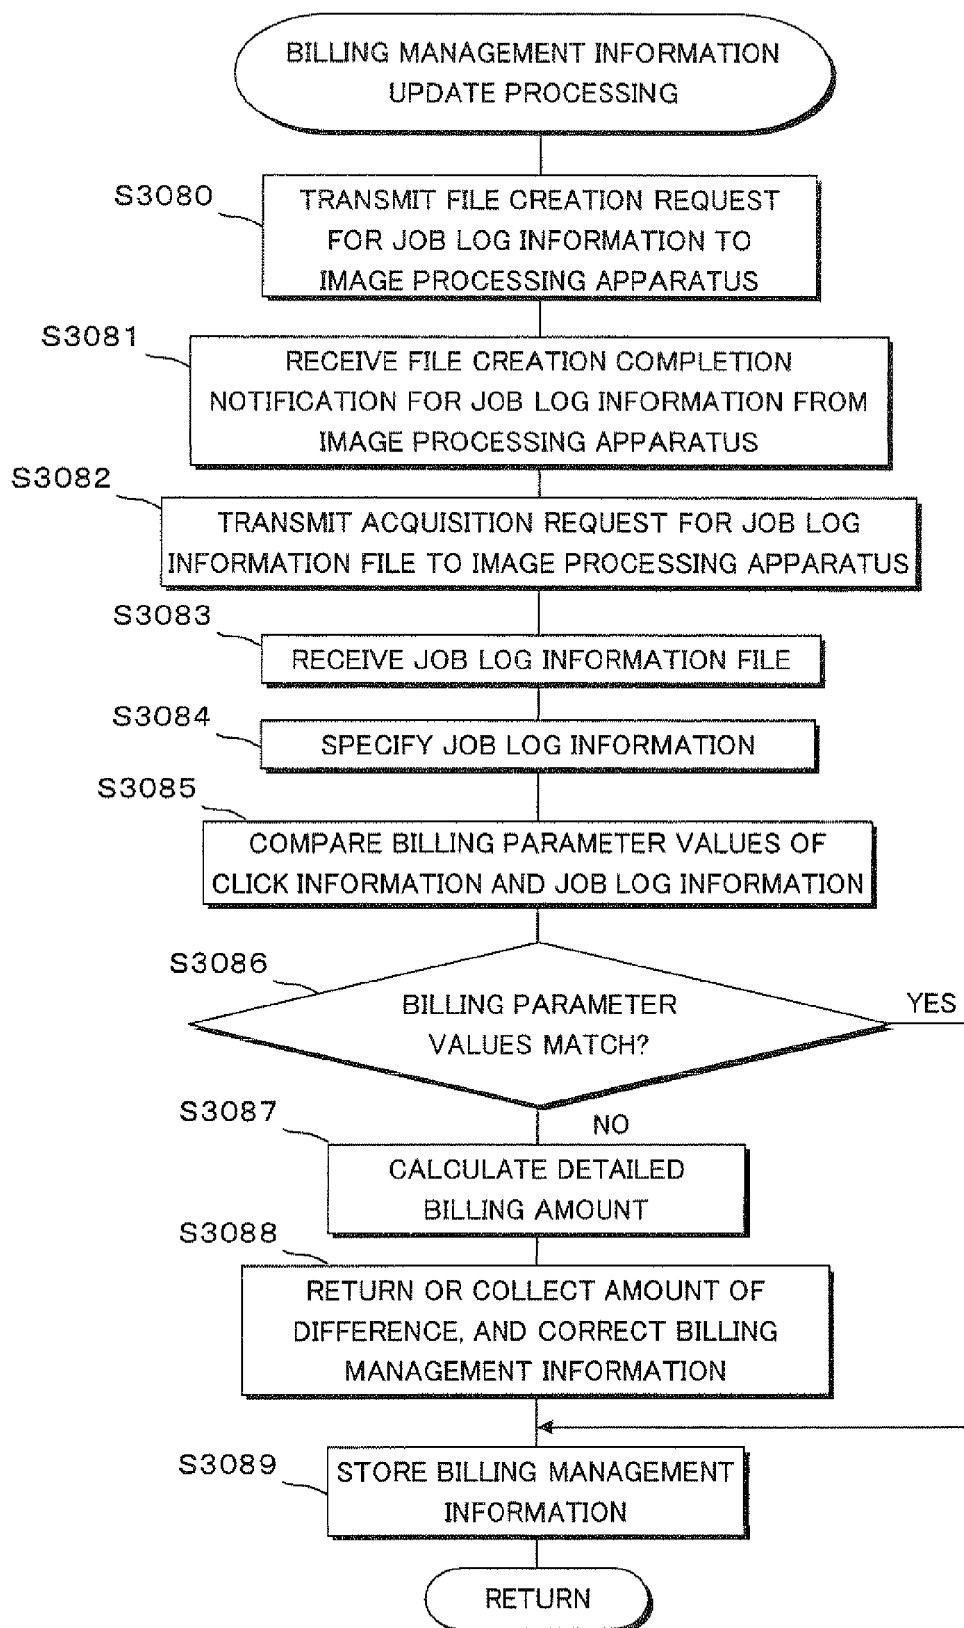 BILLING MANAGEMENT INFORMATION
UPDATE PROCESSING
S3080
TRANSMIT FILE CREATION REQUEST
FOR JOB LOG INFORMATION TO
IMAGE PROCESSING APPARATUS
S3081
RECEIVE FILE CREATION COMPLETION
NOTIFICATION FOR JOB LOG INFORMATION FROM
IMAGE PROCESSING APPARATUS
S3082
TRANSMIT ACQUISITION REQUEST FOR JOB LOG
INFORMATION FILE TO IMAGE PROCESSING APPARATUS
S3083
RECEIVE JOB LOG INFORMATION FILE
S3084
SPECIFY JOB LOG INFORMATION
S3085
COMPARE BILLING PARAMETER VALUES OF
CLICK INFORMATION AND JOB LOG INFORMATION
S3086
BILLING PARAMETER
VALUES MATCH?
YES
NO
S3087
CALCULATE DETAILED
BILLING AMOUNT
S3088
RETURN OR COLLECT AMOUNT OF
DIFFERENCE, AND CORRECT BILLING
MANAGEMENT INFORMATION
S3089
STORE BILLING MANAGEMENT
INFORMATION
RETURN